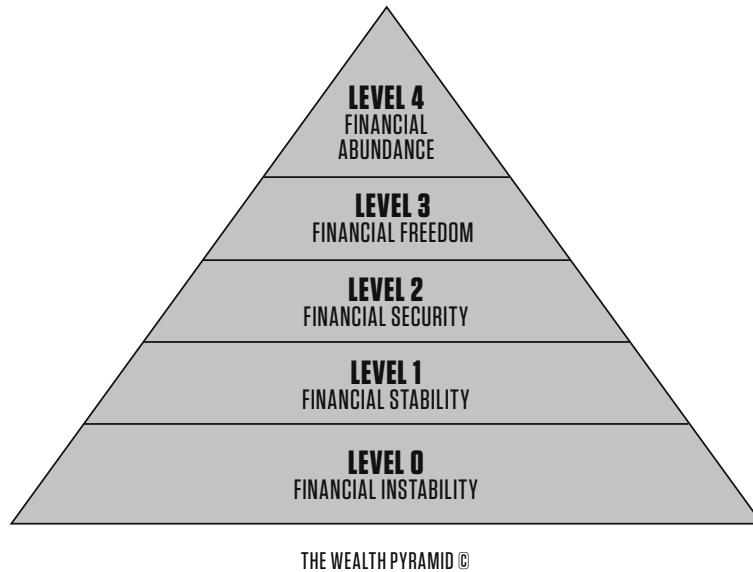 LEVEL 4
FINANCIAL
ABUNDANCE
LEVEL 3
FINANCIAL FREEDOM
LEVEL 2
FINANCIAL SECURITY
LEVEL 1
FINANCIAL STABILITY
LEVEL 0
FINANCIAL INSTABILITY
THE WEALTH PYRAMID ©